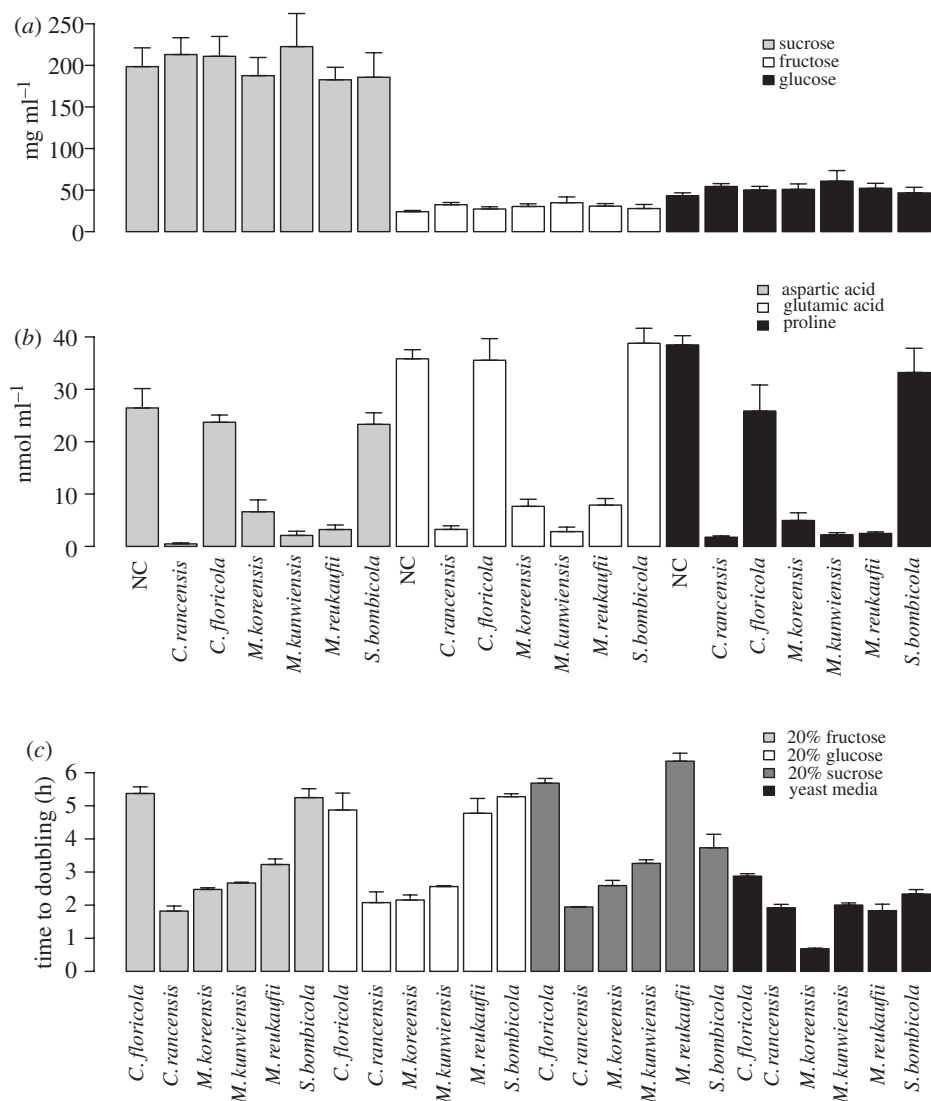 (a)
250
200
150
100
50
0
mg ml⁻¹
sucrose
fructose
glucose
(b)
40
30
20
10
0
nmol ml⁻¹
aspartic acid
glutamic acid
proline
NC
C. rancensis
C. floricola
M. koreensis
M. kunwiensis
M. reukaufii
S. bombicola
NC
C. rancensis
C. floricola
M. koreensis
M. kunwiensis
M. reukaufii
S. bombicola
NC
C. rancensis
C. floricola
M. koreensis
M. kunwiensis
M. reukaufii
S. bombicola
(c)
6
5
4
3
2
1
0
time to doubling (h)
20% fructose
20% glucose
20% sucrose
yeast media
C. floricola
C. rancensis
M. koreensis
M. kunwiensis
M. reukaufii
S. bombicola
C. floricola
C. rancensis
M. koreensis
M. kunwiensis
M. reukaufii
S. bombicola
C. floricola
C. rancensis
M. koreensis
M. kunwiensis
M. reukaufii
S. bombicola
C. floricola
C. rancensis
M. koreensis
M. kunwiensis
M. reukaufii
S. bombicola